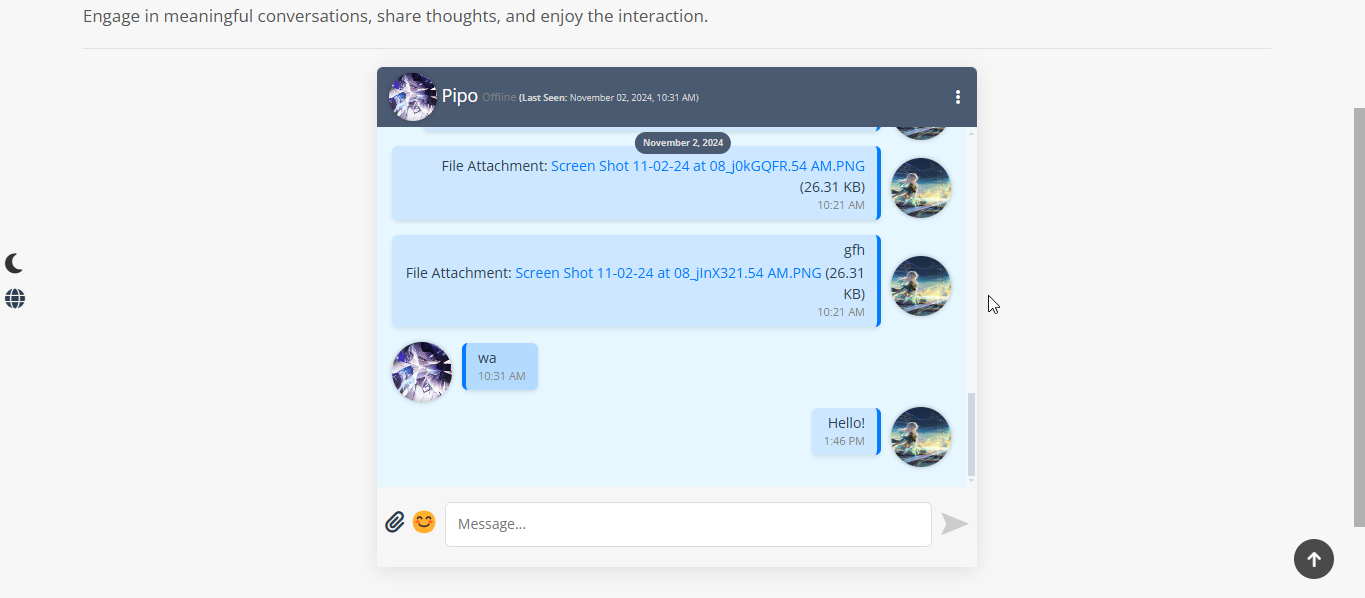 Engage in meaningful conversations, share thoughts, and enjoy the interaction.
Pipo Offline (Last Seen: November 02, 2024, 10:31 AM)
November 2, 2024
File Attachment: Screen Shot 11-02-24 at 08_j0kGQFR.54 AM.PNG
(26.31 KB)
10:21 AM
gfh
File Attachment: Screen Shot 11-02-24 at 08_jInX321.54 AM.PNG (26.31
KB)
10:21 AM
wa
10:31 AM
Hello!
1:46 PM
Message...